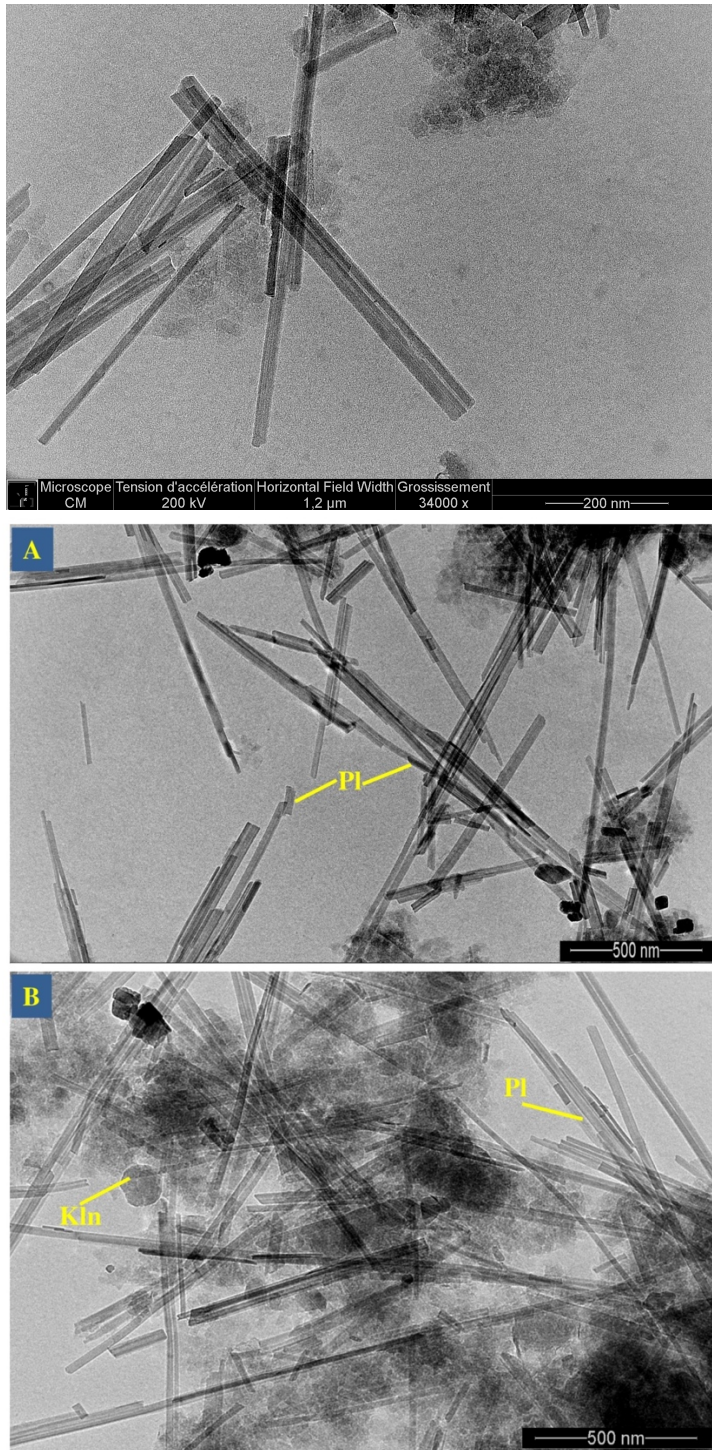 Microscope Tension d'accélération Horizontal Field Width Grossissement
CM 200 kV 1,2 µm 34000 x 200 nm
A
Pl
500 nm
B
Pl
Kln
500 nm